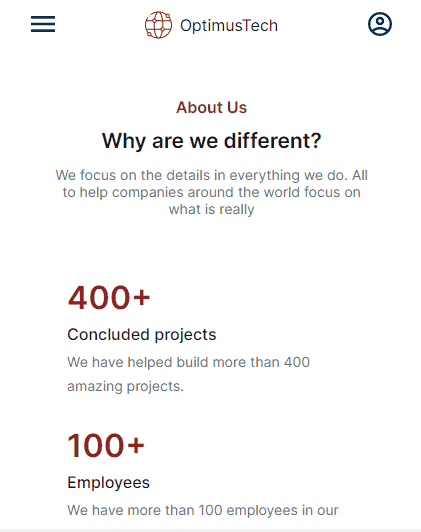 OptimusTech
About Us
Why are we different?
We focus on the details in everything we do. All
to help companies around the world focus on
what is really
400+
Concluded projects
We have helped build more than 400
amazing projects.
100+
Employees
We have more than 100 employees in our